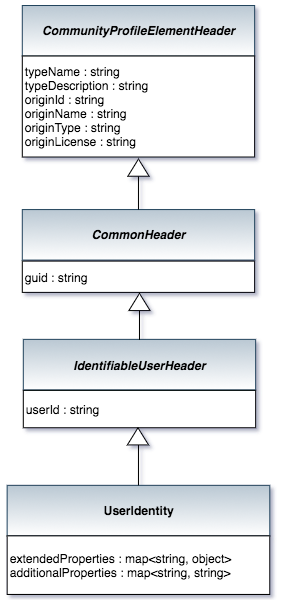 CommunityProfileElementHeader
typeName : string
typeDescription : string
originId : string
originName : string
originType : string
originLicense : string
CommonHeader
guid : string
IdentifiableUserHeader
userId : string
UserIdentity
extendedProperties : map<string, object>
additionalProperties : map<string, string>